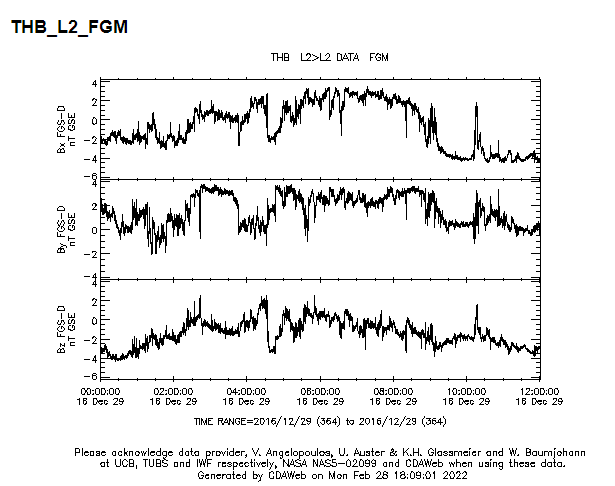 THB_L2_FGM
THB L2>L2 DATA FGM
4
2
0
-2
-4
-6
Bx FGS-D
nT GSE
4
2
0
-2
-4
By FGS-D
nT GSE
4
2
0
-2
-4
-6
Bz FGS-D
nT GSE
00:00:00 02:00:00 04:00:00 06:00:00 08:00:00 10:00:00 12:00:00
16 Dec 29 16 Dec 29 16 Dec 29 16 Dec 29 16 Dec 29 16 Dec 29 16 Dec 29
TIME RANGE=2016/12/29 (364) to 2016/12/29 (364)
Please acknowledge data provider, V. Angelopoulos, U. Auster & K.H. Glassmeier and W. Baumjohann
at UCB, TUBS and IWF respectively, NASA NAS5-02099 and CDAWeb when using these data.
Generated by CDAWeb on Mon Feb 28 18:09:01 2022